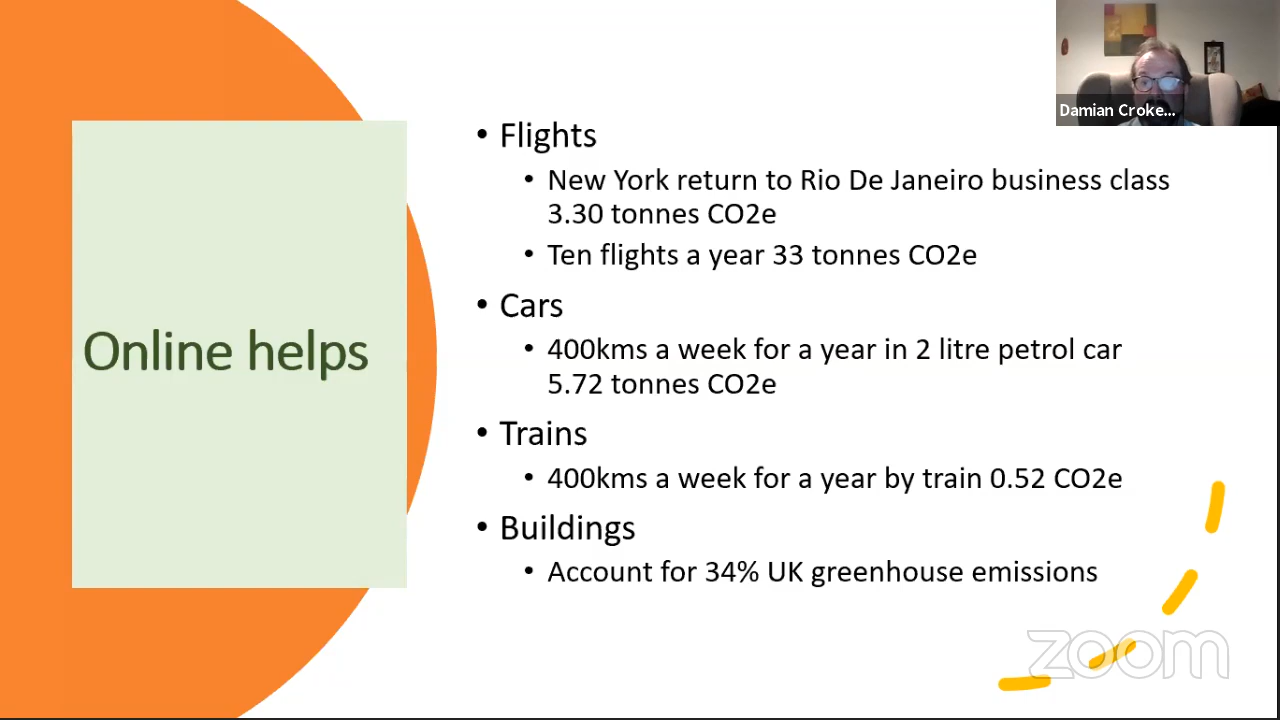 Damian Croke...
Online helps
• Flights
• New York return to Rio De Janeiro business class
3.30 tonnes CO2e
• Ten flights a year 33 tonnes CO2e
• Cars
• 400kms a week for a year in 2 litre petrol car
5.72 tonnes CO2e
• Trains
• 400kms a week for a year by train 0.52 CO2e
• Buildings
• Account for 34% UK greenhouse emissions
zoom